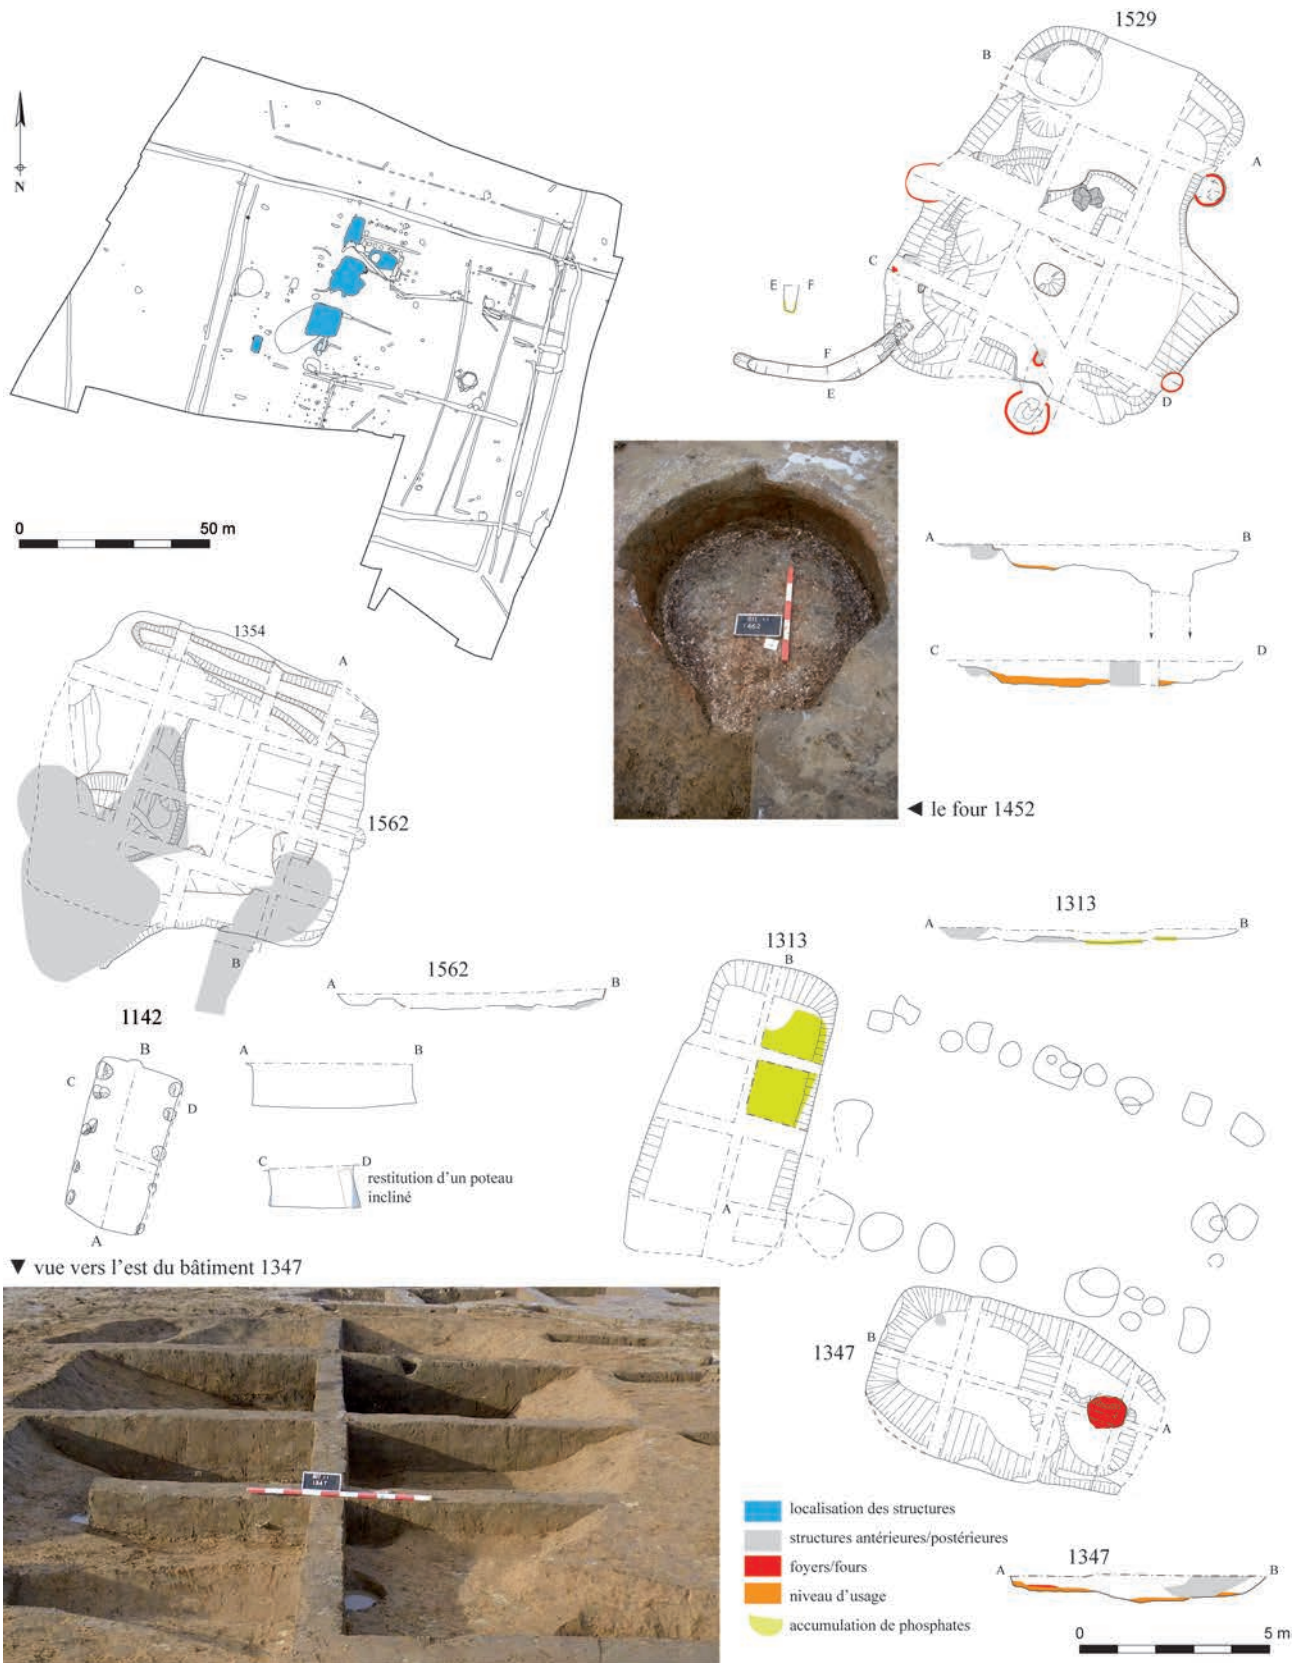 1529
B
A
N
C
E F
F
E
D
0 50 m
A B
C D
1354
A
1562
B
◄ le four 1452
1313
A B
1313
B
A
1562
A B
1142
B
C
D
A
A B
C D
restitution d’un poteau
incliné
▼ vue vers l’est du bâtiment 1347
1347
B
A
localisation des structures
structures antérieures/postérieures
foyers/fours
niveau d’usage
accumulation de phosphates
1347
A B
0 5 m